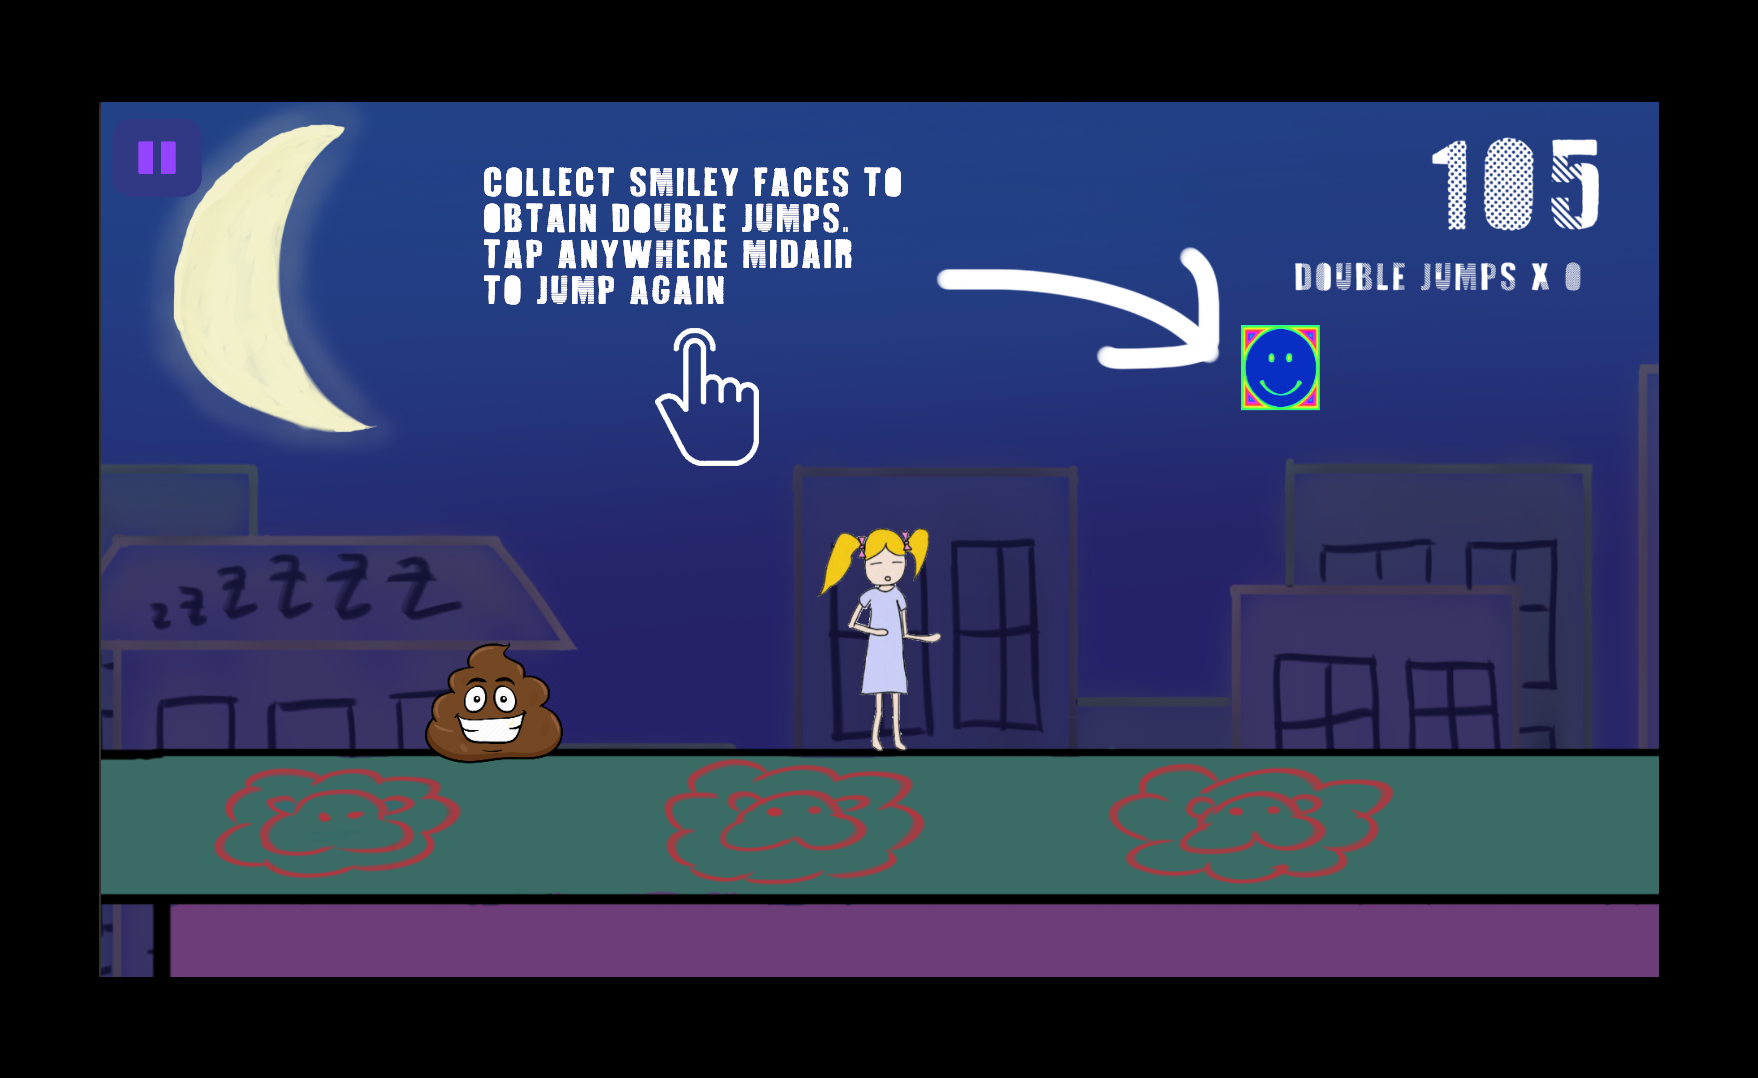 COLLECT SMILEY FACES TO
OBTAIN DOUBLE JUMPS.
TAP ANYWHERE MIDAIR
TO JUMP AGAIN
105
DOUBLE JUMPS X 0
zzZZZZ